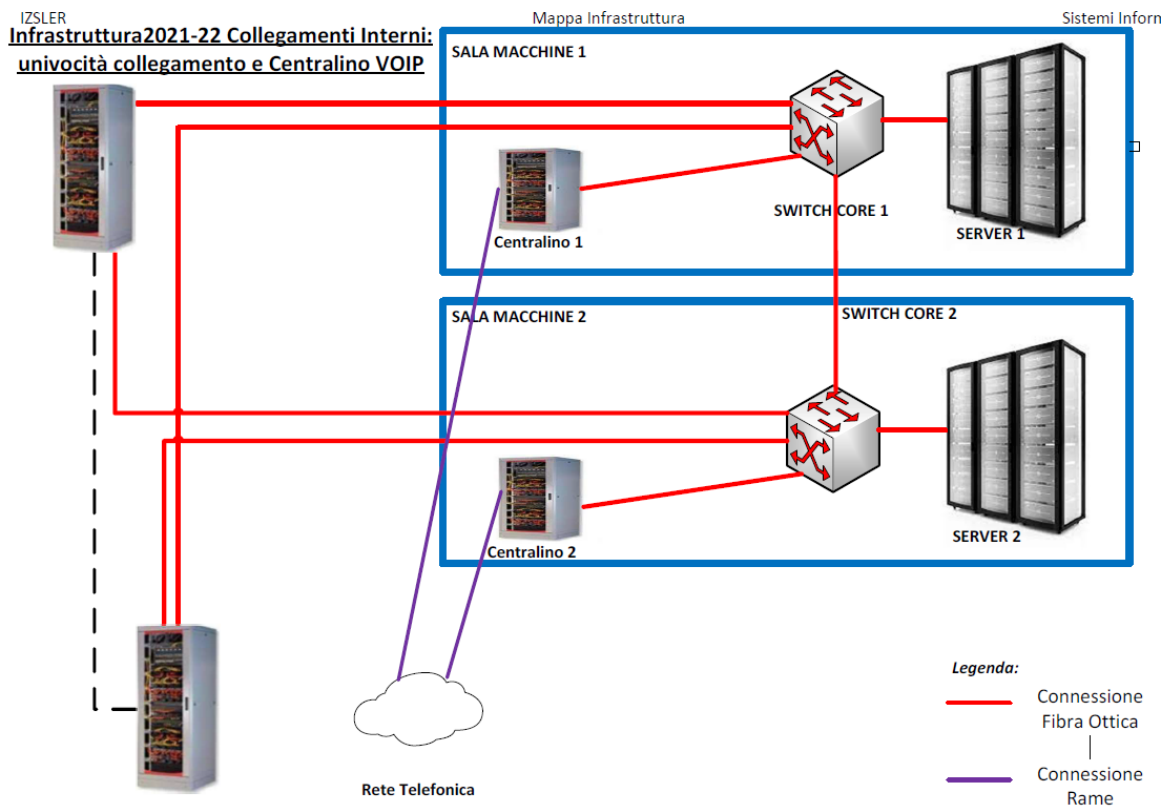 IZSLER
Mappa Infrastruttura
Sistemi Inforn
Infrastruttura2021-22 Collegamenti Interni:
univocità collegamento e Centralino VOIP
SALA MACCHINE 1
SWITCH CORE 1
Centralino 1
SERVER 1
SALA MACCHINE 2
SWITCH CORE 2
Centralino 2
SERVER 2
Rete Telefonica
Legenda:
Connessione
Fibra Ottica
Connessione
Rame